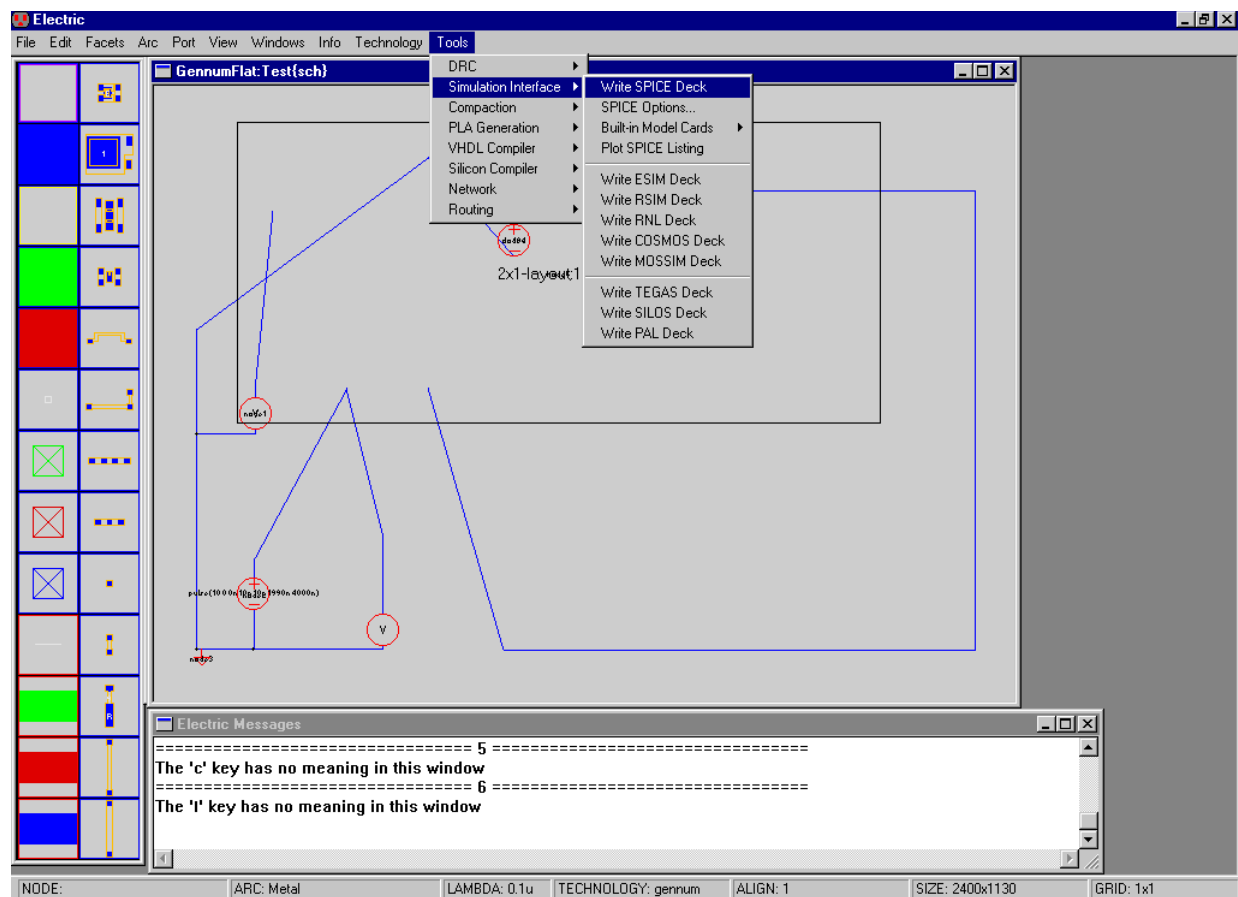 Electric
File Edit Facets Arc Port View Windows Info Technology Tools
GennumFlat:Test{sch}
DRC
Simulation Interface
Compaction
PLA Generation
VHDL Compiler
Silicon Compiler
Network
Routing
Write SPICE Deck
SPICE Options...
Built-in Model Cards
Plot SPICE Listing
Write ESIM Deck
Write RSIM Deck
Write RNL Deck
Write COSMOS Deck
Write MOSSIM Deck
Write TEGAS Deck
Write SILOS Deck
Write PAL Deck
1
2x1-layout1
V
R
Electric Messages
================================= 5 =================================
The 'c' key has no meaning in this window
================================= 6 =================================
The 'l' key has no meaning in this window
NODE: ARC: Metal LAMBDA: 0.1u TECHNOLOGY: gennum ALIGN: 1 SIZE: 2400x1130 GRID: 1x1